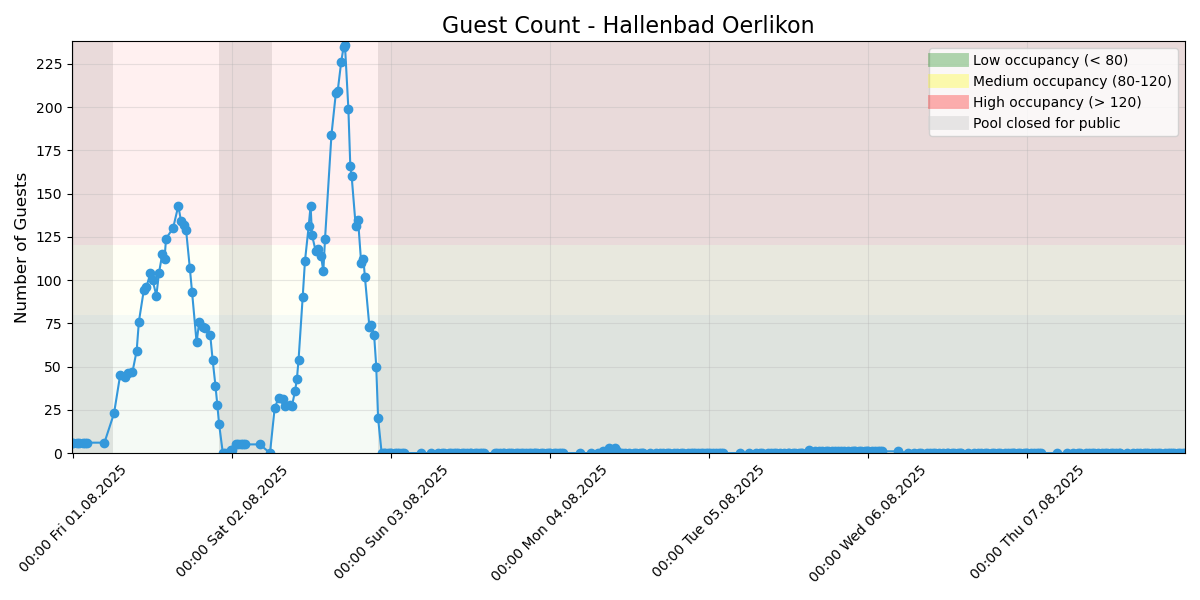 Guest Count - Hallenbad Oerlikon
Number of Guests
225
200
175
150
125
100
75
50
25
0
Low occupancy (< 80)
Medium occupancy (80-120)
High occupancy (> 120)
Pool closed for public
00:00 Fri 01.08.2025
00:00 Sat 02.08.2025
00:00 Sun 03.08.2025
00:00 Mon 04.08.2025
00:00 Tue 05.08.2025
00:00 Wed 06.08.2025
00:00 Thu 07.08.2025